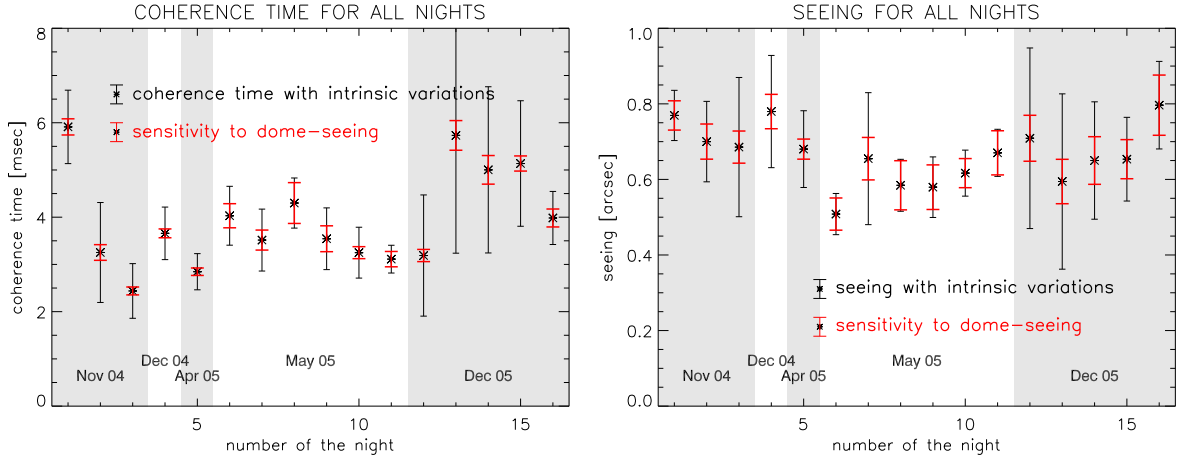 COHERENCE TIME FOR ALL NIGHTS
8
6
4
2
0
coherence time [msec]
coherence time with intrinsic variations
sensitivity to dome-seeing
Nov 04
Dec 04
Apr 05
May 05
Dec 05
5
10
15
number of the night
SEEING FOR ALL NIGHTS
1.0
0.8
0.6
0.4
0.2
0.0
seeing [arcsec]
seeing with intrinsic variations
sensitivity to dome-seeing
Nov 04
Dec 04
Apr 05
May 05
Dec 05
5
10
15
number of the night